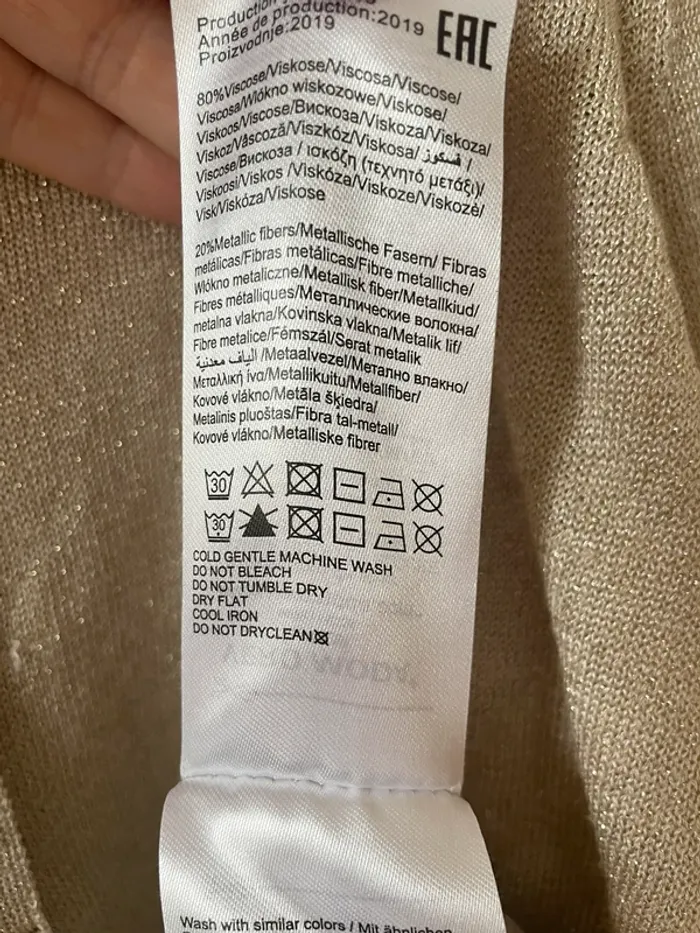 Production
Année de production:2019
Proizvodnje:2019
EAC
80%Viscose/Viskose/Viscosa/Viscose/
Viscosa/Włókno wiskozowe/Viskose/
Viskoos/Viscose/Вискоза/Viskoza/Viskoza/
Viskoz/Vâscoză/Viszkóz/Viskosa/ فسكوز /
Viscose/Вискоза / ισκόζη (τεχνητό μετάξι)/
Viskoosi/Viskos /Viskóza/Viskoze/Viskozė/
Visk/Viskóza/Viskose
20%Metallic fibers/Metallische Fasern/ Fibras
metálicas/Fibras metálicas/Fibre metalliche/
Włókno metaliczne/Metallisk fiber/Metallkiud/
Fibres métalliques/Металлические волокна/
metalna vlakna/Kovinska vlakna/Metalik lif/
Fibre metalice/Fémszál/Serat metalik
الياف معدنية /Metaalvezel/Метално влакно/
Μεταλλική ίνα/Metallikuitu/Metallfiber/
Kovové vlákno/Metāla šķiedra/
Metalinis pluoštas/Fibra tal-metall/
Kovové vlákno/Metalliske fibrer
30
30
COLD GENTLE MACHINE WASH
DO NOT BLEACH
DO NOT TUMBLE DRY
DRY FLAT
COOL IRON
DO NOT DRYCLEAN
Wash with similar colors / Mit ähnlichen